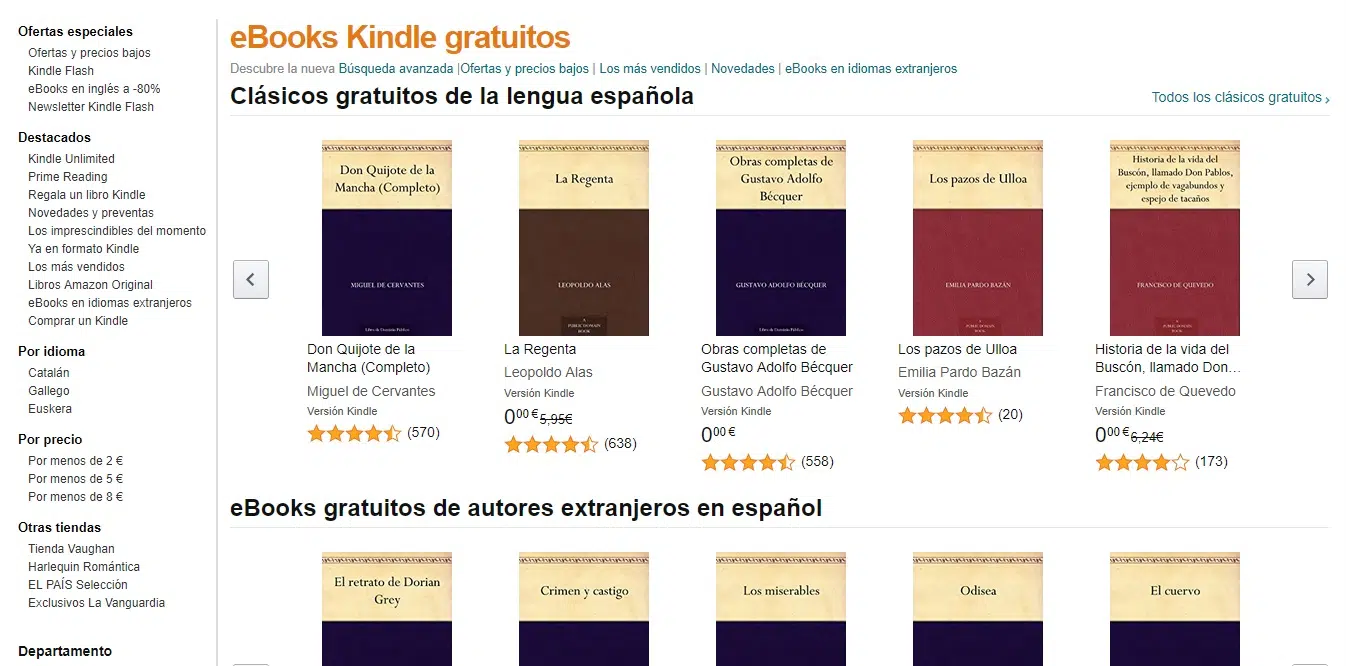 Ofertas especiales
Ofertas y precios bajos
Kindle Flash
eBooks en inglés a -80%
Newsletter Kindle Flash
Destacados
Kindle Unlimited
Prime Reading
Regala un libro Kindle
Novedades y preventas
Los imprescindibles del momento
Ya en formato Kindle
Los más vendidos
Libros Amazon Original
eBooks en idiomas extranjeros
Comprar un Kindle
Por idioma
Catalán
Gallego
Euskera
Por precio
Por menos de 2 €
Por menos de 5 €
Por menos de 8 €
Otras tiendas
Tienda Vaughan
Harlequin Romántica
EL PAÍS Selección
Exclusivos La Vanguardia
Departamento
eBooks Kindle gratuitos
Descubre la nueva Búsqueda avanzada |Ofertas y precios bajos | Los más vendidos | Novedades | eBooks en idiomas extranjeros
Clásicos gratuitos de la lengua española
Todos los clásicos gratuitos ›
Don Quijote de la
Mancha (Completo)
MIGUEL DE CERVANTES
Libro de Dominio Público
Don Quijote de la
Mancha (Completo)
Miguel de Cervantes
Versión Kindle
(570)
La Regenta
LEOPOLDO ALAS
A
PUBLIC DOMAIN
BOOK
La Regenta
Leopoldo Alas
Versión Kindle
0,00 € 5,95€
(638)
Obras completas de
Gustavo Adolfo
Bécquer
GUSTAVO ADOLFO BÉCQUER
Libro de Dominio Público
Obras completas de
Gustavo Adolfo Bécquer
Gustavo Adolfo Bécquer
Versión Kindle
000 €
(558)
Los pazos de Ulloa
EMILIA PARDO BAZÁN
A
PUBLIC DOMAIN
BOOK
Los pazos de Ulloa
Emilia Pardo Bazán
Versión Kindle
(20)
Historia de la vida del
Buscón, llamado Don Pablos,
ejemplo de vagabundos y
espejo de tacaños
FRANCISCO DE QUEVEDO
A
PUBLIC DOMAIN
BOOK
Historia de la vida del
Buscón, llamado Don…
Francisco de Quevedo
Versión Kindle
000 € 6,24€
(173)
eBooks gratuitos de autores extranjeros en español
El retrato de Dorian
Grey
Crimen y castigo
Los miserables
Odisea
El cuervo